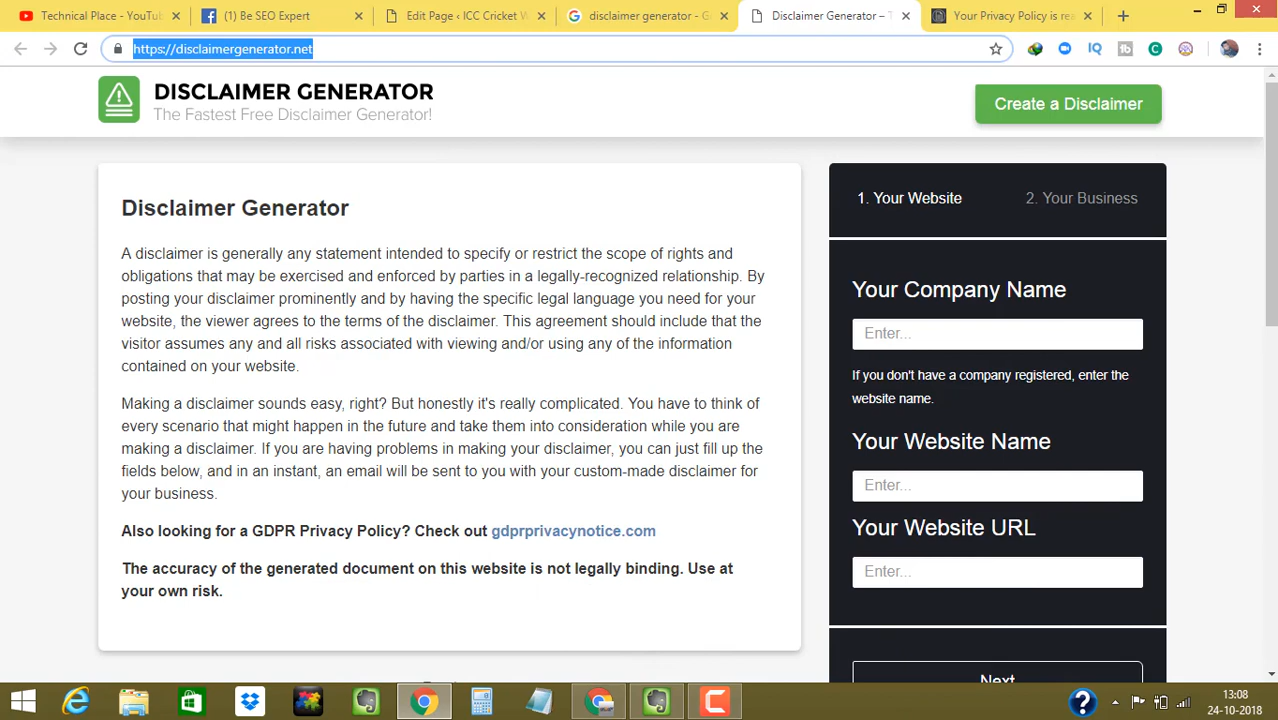 Technical Place - YouTu
(1) Be SEO Expert
Edit Page ‹ ICC Cricket W
disclaimer generator - G
Disclaimer Generator – T
Your Privacy Policy is rea
https://disclaimergenerator.net
DISCLAIMER GENERATOR
The Fastest Free Disclaimer Generator!
Create a Disclaimer
Disclaimer Generator
A disclaimer is generally any statement intended to specify or restrict the scope of rights and
obligations that may be exercised and enforced by parties in a legally-recognized relationship. By
posting your disclaimer prominently and by having the specific legal language you need for your
website, the viewer agrees to the terms of the disclaimer. This agreement should include that the
visitor assumes any and all risks associated with viewing and/or using any of the information
contained on your website.
Making a disclaimer sounds easy, right? But honestly it's really complicated. You have to think of
every scenario that might happen in the future and take them into consideration while you are
making a disclaimer. If you are having problems in making your disclaimer, you can just fill up the
fields below, and in an instant, an email will be sent to you with your custom-made disclaimer for
your business.
Also looking for a GDPR Privacy Policy? Check out gdprprivacynotice.com
The accuracy of the generated document on this website is not legally binding. Use at
your own risk.
1. Your Website
2. Your Business
Your Company Name
Enter...
If you don't have a company registered, enter the
website name.
Your Website Name
Enter...
Your Website URL
Enter...
Next
13:08
24-10-2018